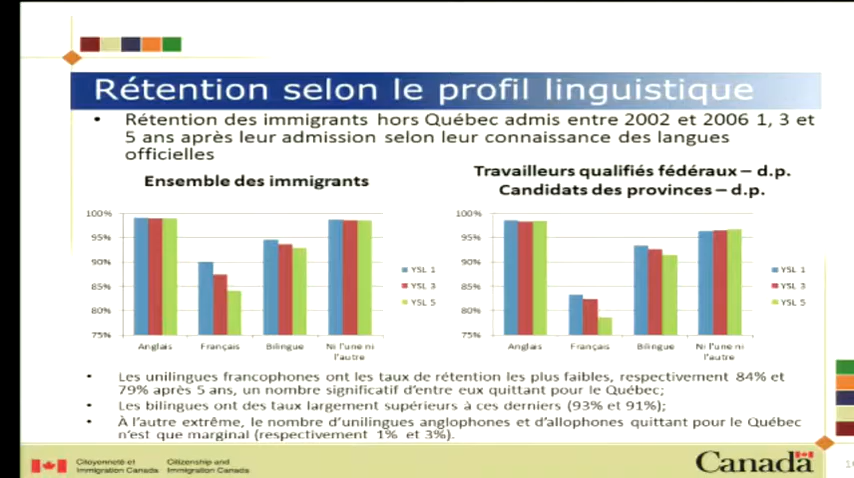 Rétention selon le profil linguistique
• Rétention des immigrants hors Québec admis entre 2002 et 2006 1, 3 et
5 ans après leur admission selon leur connaissance des langues
officielles
Ensemble des immigrants
100%
95%
90%
85%
80%
75%
Anglais Français Bilingue Ni l'une ni
l'autre
YSL 1
YSL 3
YSL 5
Travailleurs qualifiés fédéraux – d.p.
Candidats des provinces – d.p.
100%
95%
90%
85%
80%
75%
Anglais Français Bilingue Ni l'une ni
l'autre
YSL 1
YSL 3
YSL 5
• Les unilingues francophones ont les taux de rétention les plus faibles, respectivement 84% et
79% après 5 ans, un nombre significatif d'entre eux quittant pour le Québec;
• Les bilingues ont des taux largement supérieurs à ces derniers (93% et 91%);
• À l'autre extrême, le nombre d'unilingues anglophones et d'allophones quittant pour le Québec
n'est que marginal (respectivement 1% et 3%).
Citoyenneté et Citizenship and
Immigration Canada Immigration Canada
Canada